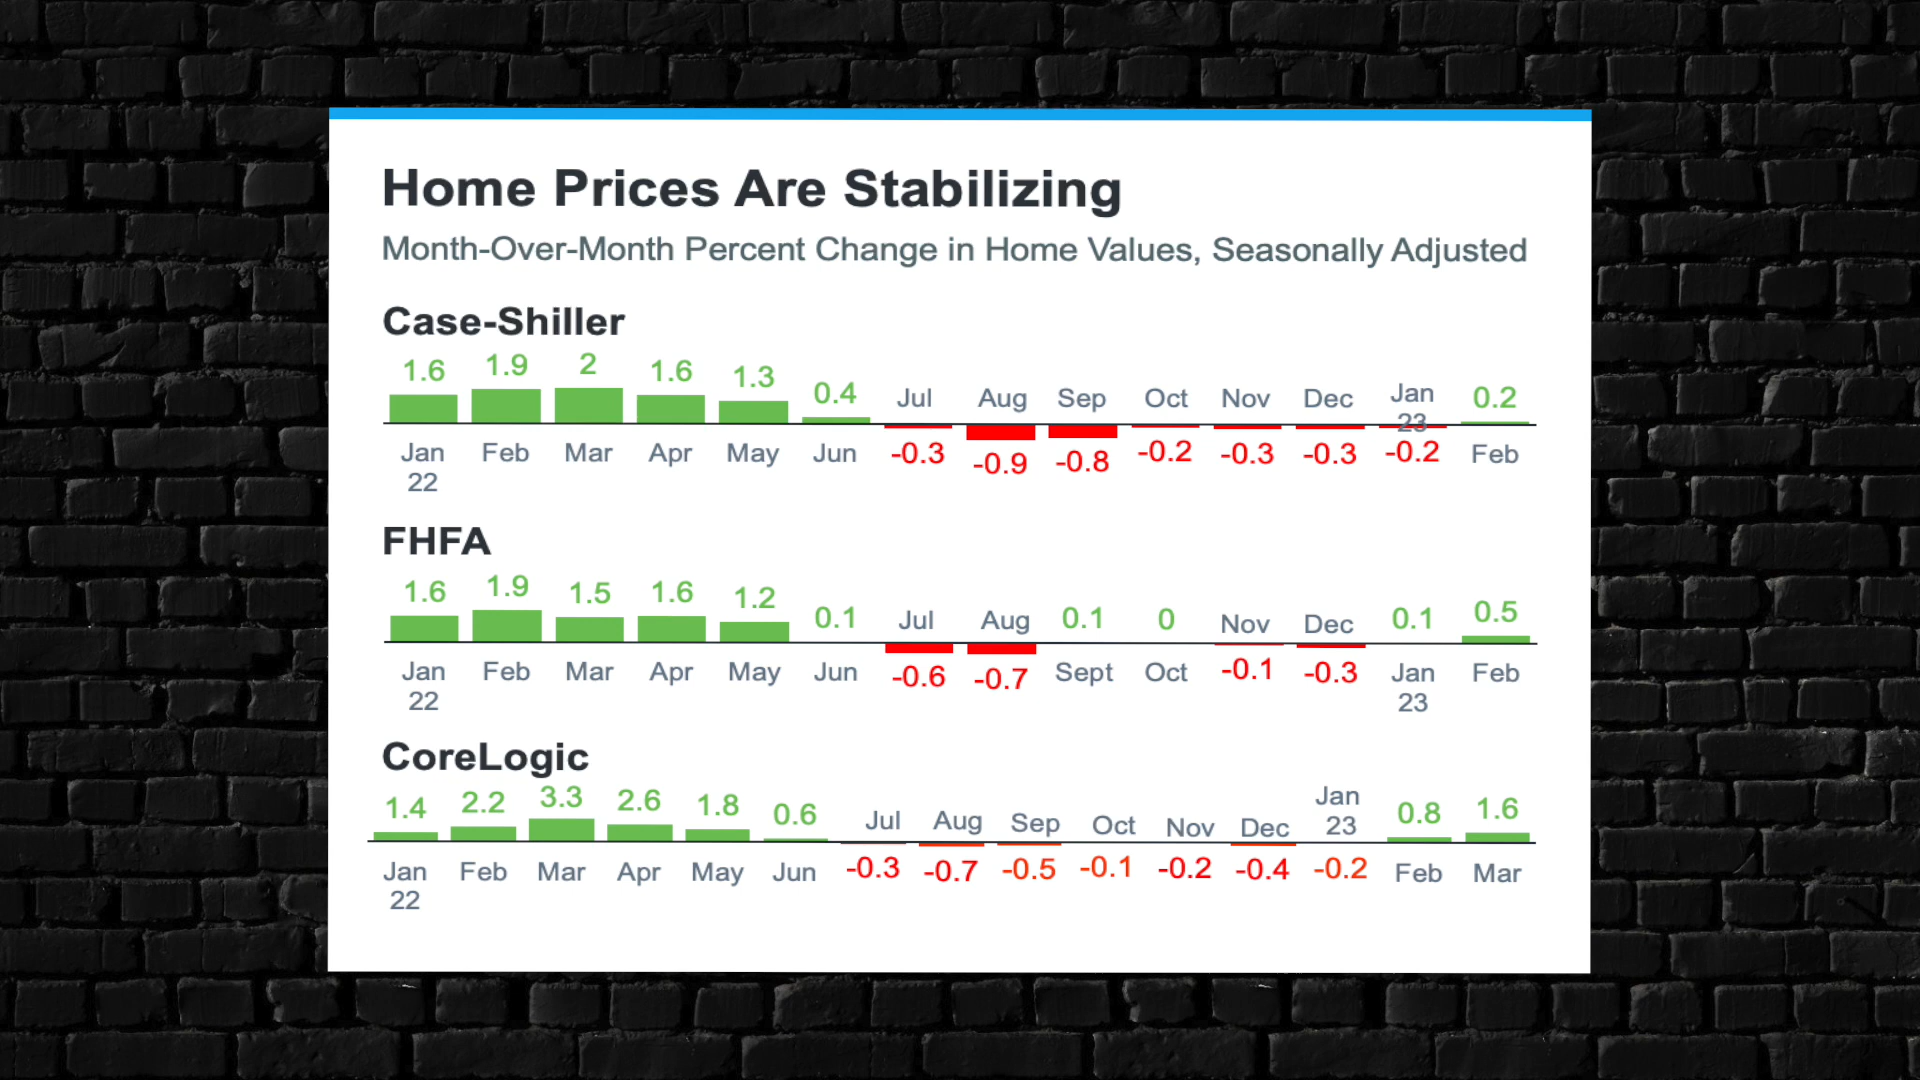 Home Prices Are Stabilizing
Month-Over-Month Percent Change in Home Values, Seasonally Adjusted
Case-Shiller
1.6 1.9 2 1.6 1.3 0.4 Jul Aug Sep Oct Nov Dec Jan 23 0.2
Jan 22 Feb Mar Apr May Jun -0.3 -0.9 -0.8 -0.2 -0.3 -0.3 -0.2 Feb
FHFA
1.6 1.9 1.5 1.6 1.2 0.1 Jul Aug 0.1 0 Nov Dec 0.1 0.5
Jan 22 Feb Mar Apr May Jun -0.6 -0.7 Sept Oct -0.1 -0.3 Jan 23 Feb
CoreLogic
1.4 2.2 3.3 2.6 1.8 0.6 Jul Aug Sep Oct Nov Dec Jan 23 0.8 1.6
Jan 22 Feb Mar Apr May Jun -0.3 -0.7 -0.5 -0.1 -0.2 -0.4 -0.2 Feb Mar